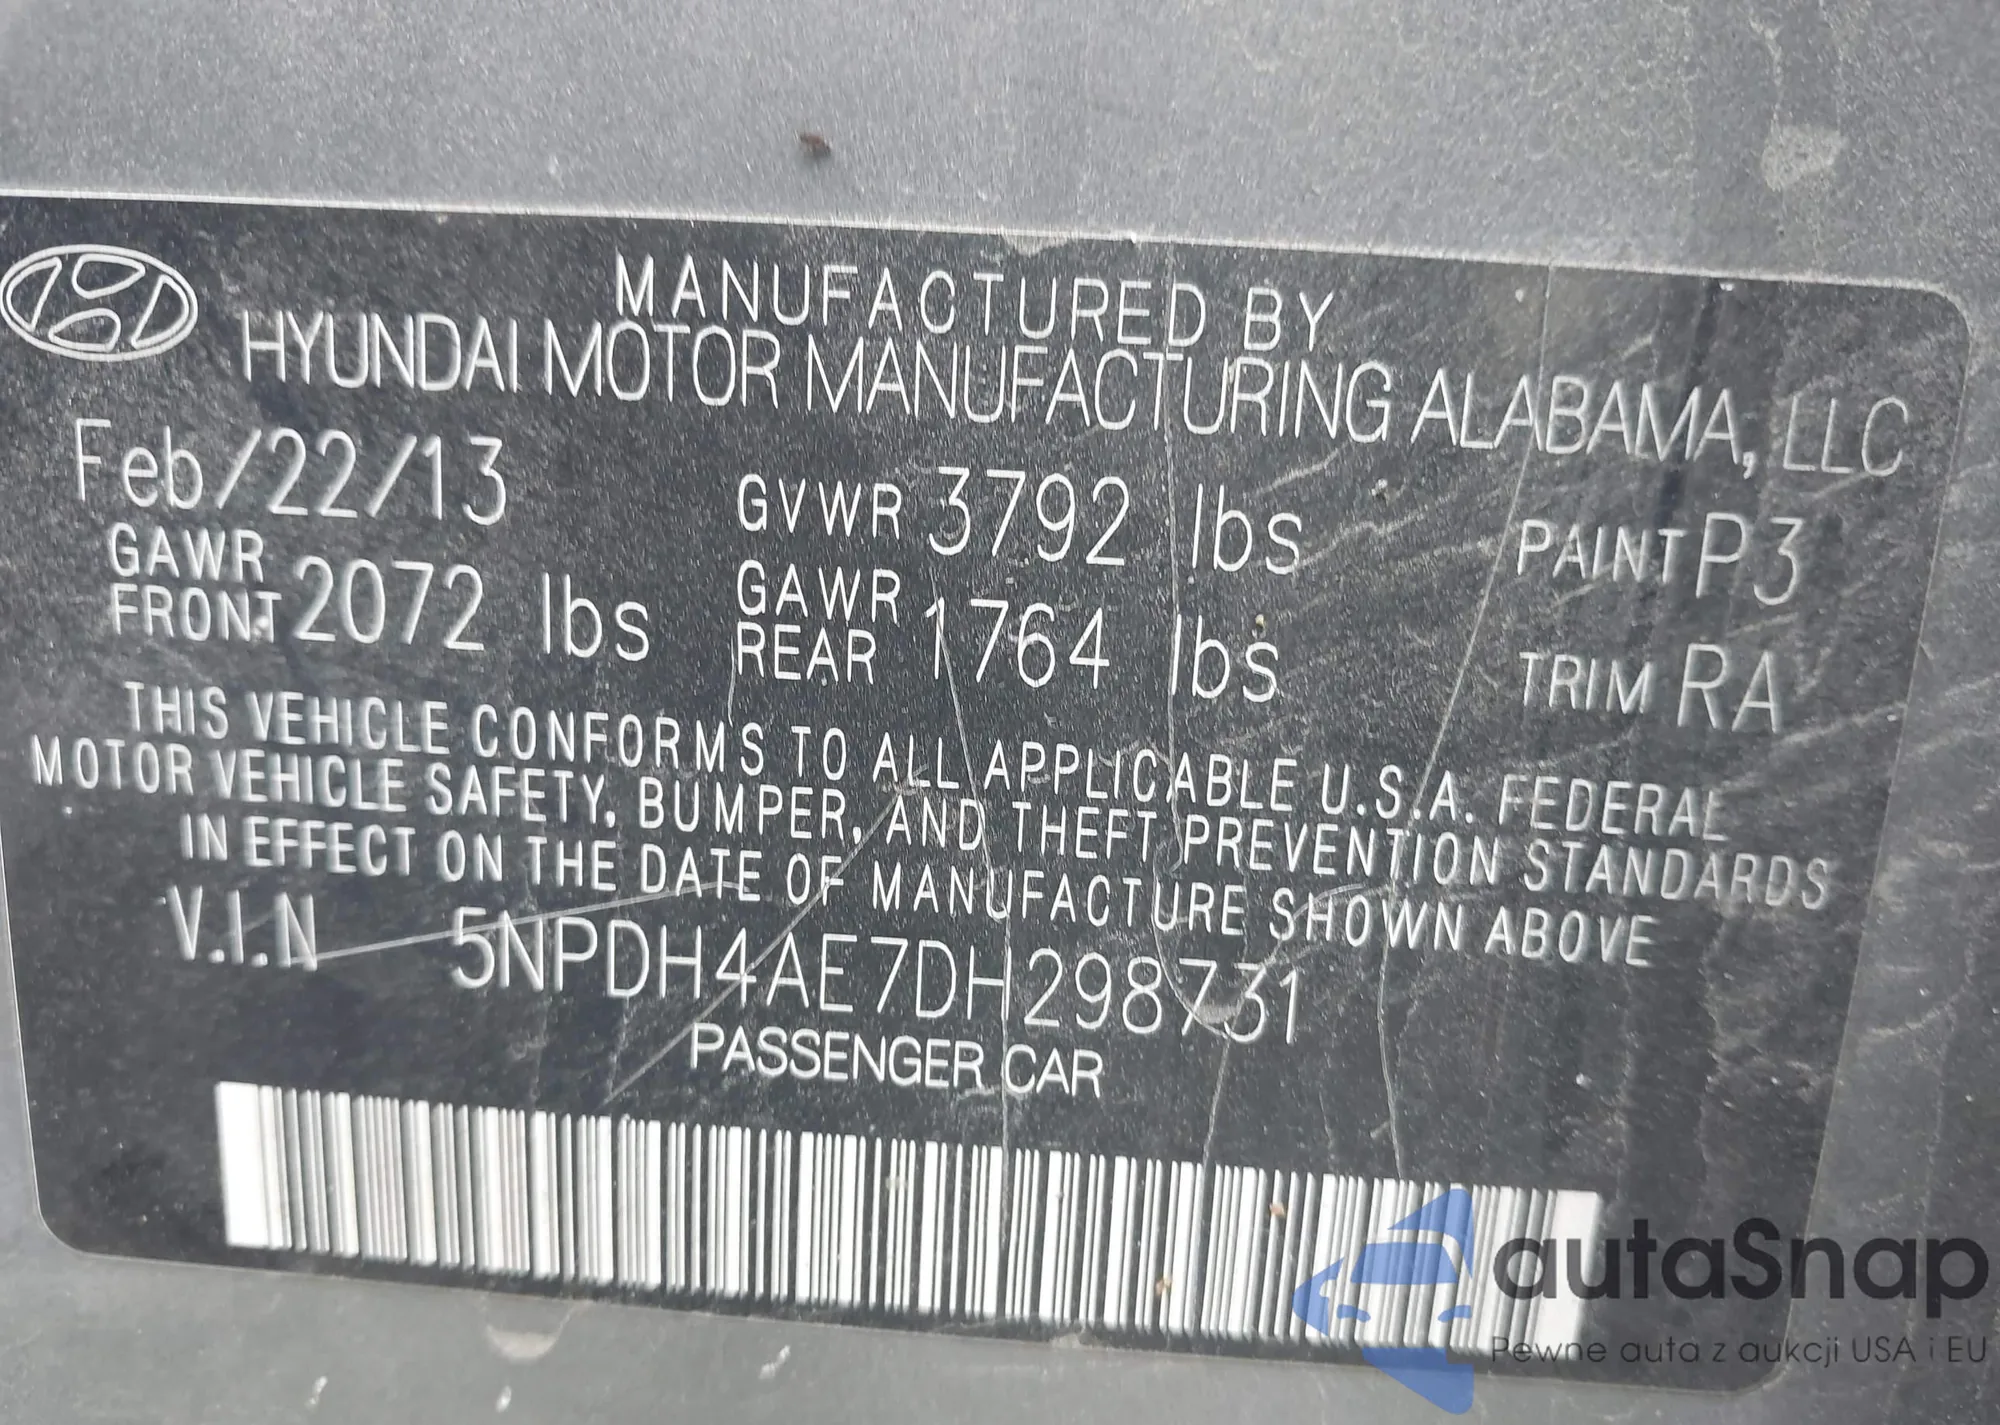 MANUFACTURED BY
HYUNDAI MOTOR MANUFACTURING ALABAMA, LLC
Feb/22/13 GVWR 3792 lbs PAINT P3
GAWR FRONT 2072 lbs GAWR REAR 1764 lbs TRIM RA
THIS VEHICLE CONFORMS TO ALL APPLICABLE U.S.A. FEDERAL
MOTOR VEHICLE SAFETY, BUMPER, AND THEFT PREVENTION STANDARDS
IN EFFECT ON THE DATE OF MANUFACTURE SHOWN ABOVE
V.I.N 5NPDH4AE7DH298731
PASSENGER CAR
autaSnap
Pewne auta z aukcji USA i EU